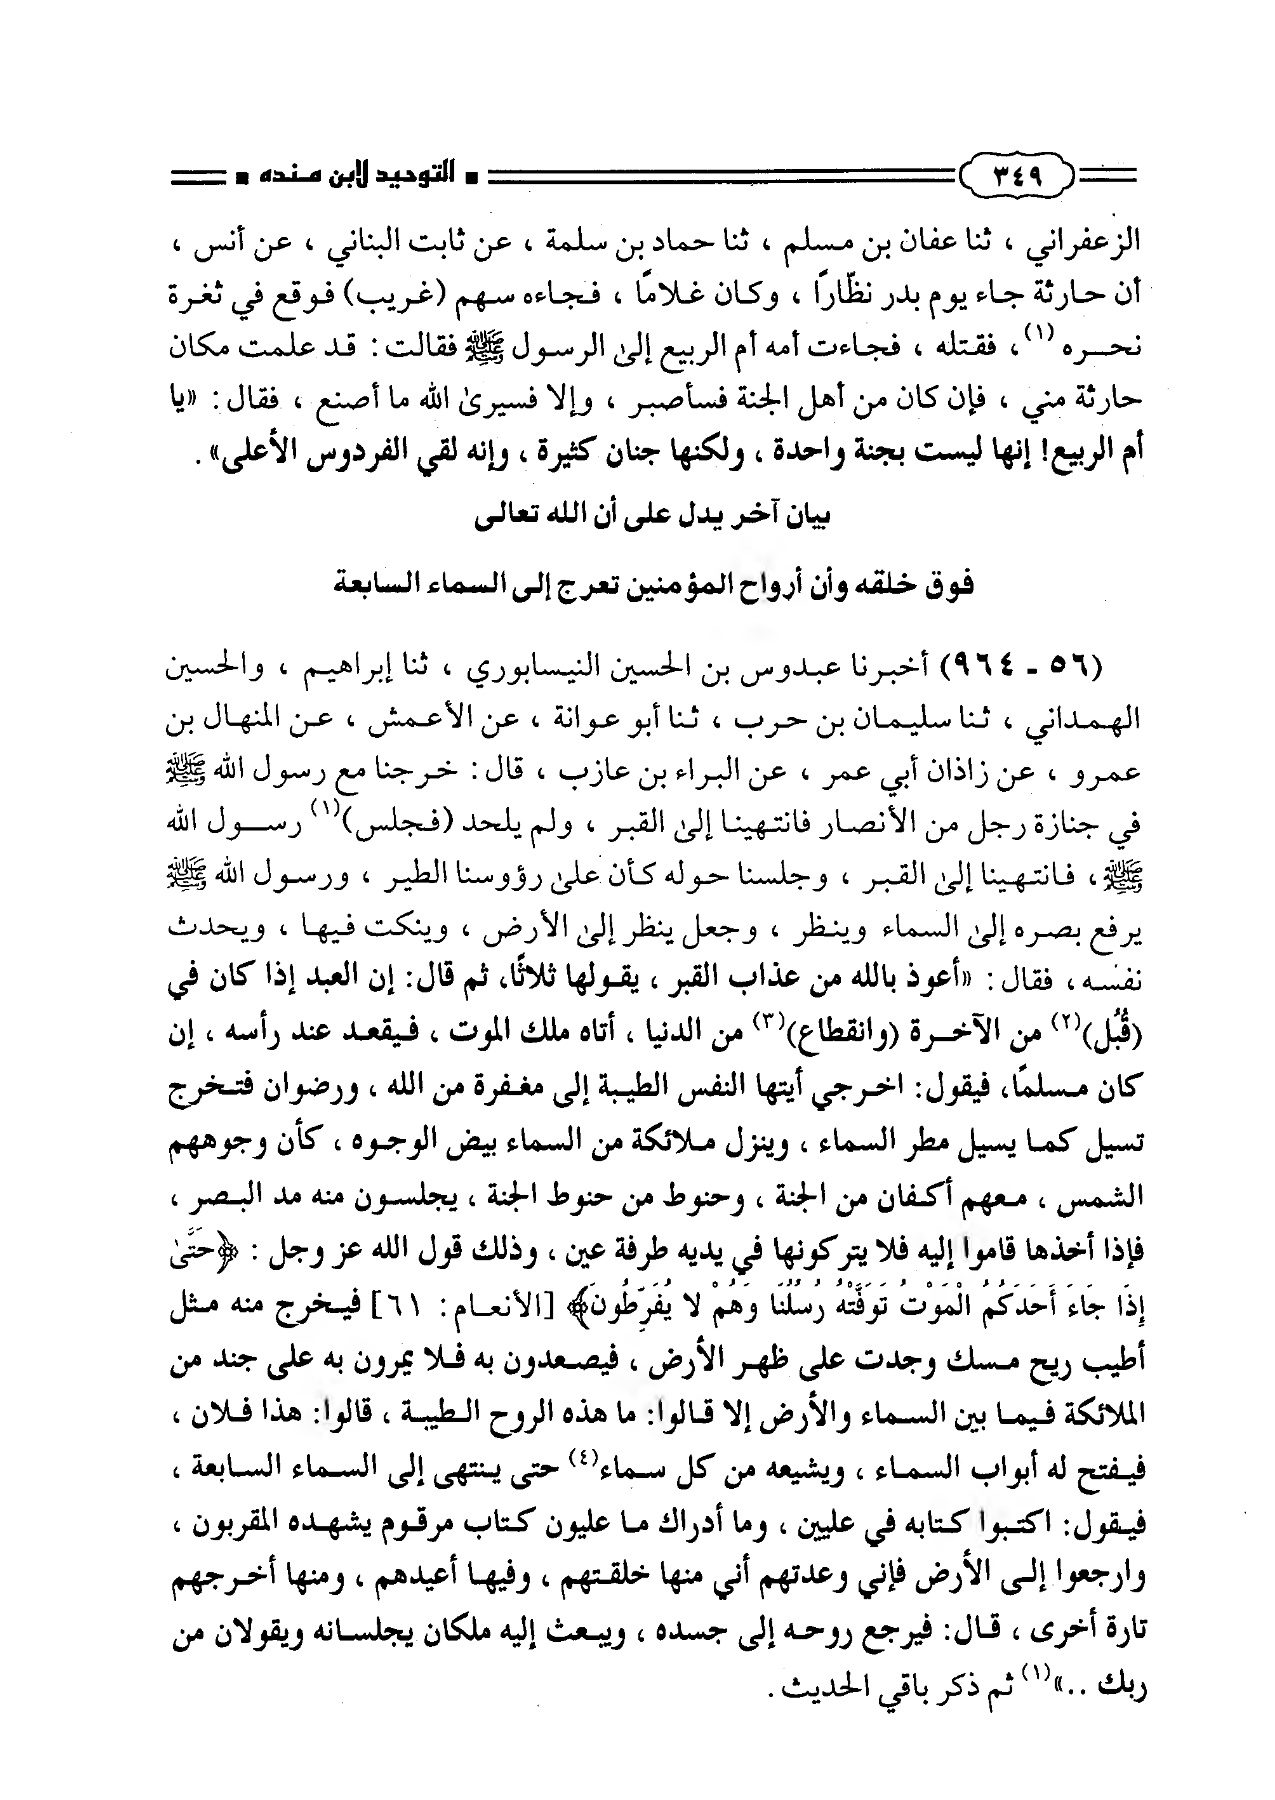 ٣٤٩ التوحيد لابن منده
الزعفراني ، ثنا عفان بن مسلم ، ثنا حماد بن سلمة ، عن ثابت البناني ، عن أنس ،
أن حارثة جاء يوم بدر نظّارًا ، وكان غلامًا ، فجاءه سهم (غريب) فوقع في ثغرة
نحره(١)، فقتله ، فجاءت أمه أم الربيع إلى الرسول ﷺ فقالت: قد علمت مكان
حارثة مني ، فإن كان من أهل الجنة فسأصبر ، وإلا فسيرىٰ الله ما أصنع ، فقال: «يا
أم الربيع! إنها ليست بجنة واحدة ، ولكنها جنان كثيرة ، وإنه لقي الفردوس الأعلى».
بيان آخر يدل على أن الله تعالى
فوق خلقه وأن أرواح المؤمنين تعرج إلى السماء السابعة
(٥٦ - ٩٦٤) أخبرنا عبدوس بن الحسين النيسابوري ، ثنا إبراهيم ، والحسين
الهمداني ، ثنا سليمان بن حرب ، ثنا أبو عوانة ، عن الأعمش ، عن المنهال بن
عمرو ، عن زاذان أبي عمر ، عن البراء بن عازب ، قال: خرجنا مع رسول الله ﷺ
في جنازة رجل من الأنصار فانتهينا إلىٰ القبر ، ولم يلحد (فجلس)(١) رسول الله
ﷺ، فانتهينا إلىٰ القبر ، وجلسنا حوله كأن علىٰ رؤوسنا الطير ، ورسول الله ﷺ
يرفع بصره إلىٰ السماء وينظر ، وجعل ينظر إلىٰ الأرض ، وينكت فيها ، ويحدث
نفسه، فقال: «أعوذ بالله من عذاب القبر ، يقولها ثلاثًا، ثم قال: إن العبد إذا كان في
(قُبُل)(٢) من الآخرة (وانقطاع)(٣) من الدنيا ، أتاه ملك الموت ، فيقعد عند رأسه ، إن
كان مسلمًا، فيقول: اخرجي أيتها النفس الطيبة إلى مغفرة من الله ، ورضوان فتخرج
تسيل كما يسيل مطر السماء ، وينزل ملائكة من السماء بيض الوجوه ، كأن وجوههم
الشمس ، معهم أكفان من الجنة ، وحنوط من حنوط الجنة ، يجلسون منه مد البصر ،
فإذا أخذها قاموا إليه فلا يتركونها في يديه طرفة عين ، وذلك قول الله عز وجل : ﴿حَتَّىٰ
إِذَا جَاءَ أَحَدَكُمُ الْمَوْتُ تَوَفَّتْهُ رُسُلُنَا وَهُمْ لا يُفَرِّطُونَ﴾ [الأنعام: ٦١] فيخرج منه مثل
أطيب ريح مسك وجدت على ظهر الأرض ، فيصعدون به فلا يمرون به على جند من
الملائكة فيما بين السماء والأرض إلا قالوا: ما هذه الروح الطيبة ، قالوا: هذا فلان ،
فيفتح له أبواب السماء ، ويشيعه من كل سماء(٤) حتى ينتهى إلى السماء السابعة ،
فيقول: اكتبوا كتابه في عليين ، وما أدراك ما عليون كتاب مرقوم يشهده المقربون ،
وارجعوا إلى الأرض فإني وعدتهم أني منها خلقتهم ، وفيها أعيدهم ، ومنها أخرجهم
تارة أخرى ، قال: فيرجع روحه إلى جسده ، ويبعث إليه ملكان يجلسانه ويقولان من
ربك ..»(١) ثم ذكر باقي الحديث .